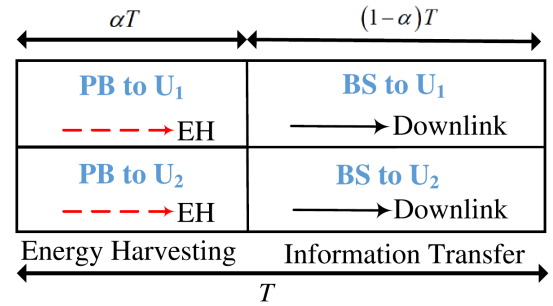 αT
(1−α)T
PB to U₁
BS to U₁
EH
Downlink
PB to U₂
BS to U₂
EH
Downlink
Energy Harvesting
Information Transfer
T